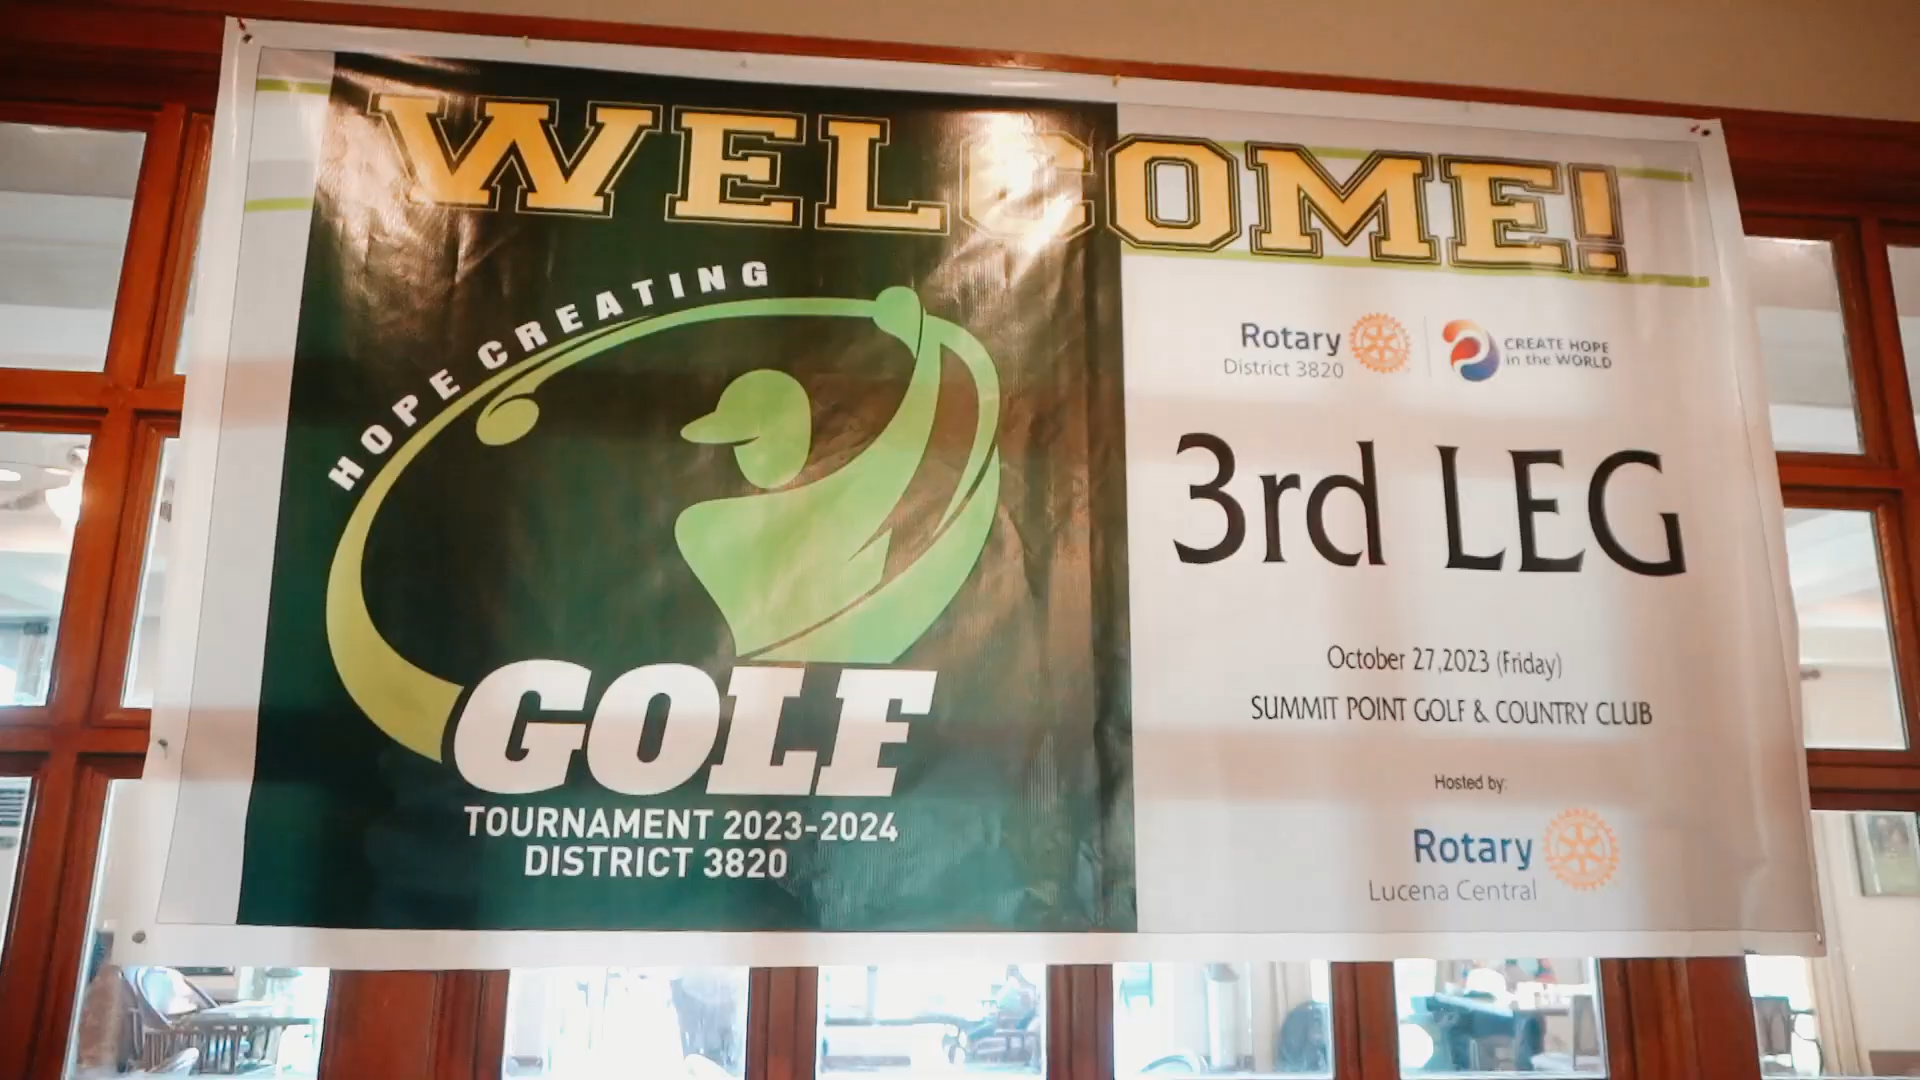 WELCOME!
HOPE CREATING
GOLF
TOURNAMENT 2023-2024
DISTRICT 3820
Rotary
District 3820
CREATE HOPE
in the WORLD
3rd LEG
October 27,2023 (Friday)
SUMMIT POINT GOLF & COUNTRY CLUB
Hosted by:
Rotary
Lucena Central